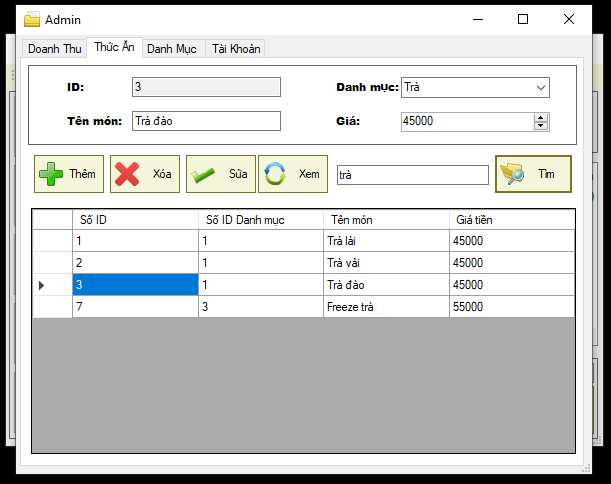 Admin
Doanh Thu Thức Ăn Danh Mục Tài Khoản
ID: 3 Danh mục: Trà
Tên món: Trà đào Giá: 45000
Thêm Xóa Sửa Xem trà Tìm
Số ID Số ID Danh mục Tên món Giá tiền
1 1 Trà lài 45000
2 1 Trà vải 45000
3 1 Trà đào 45000
7 3 Freeze trà 55000